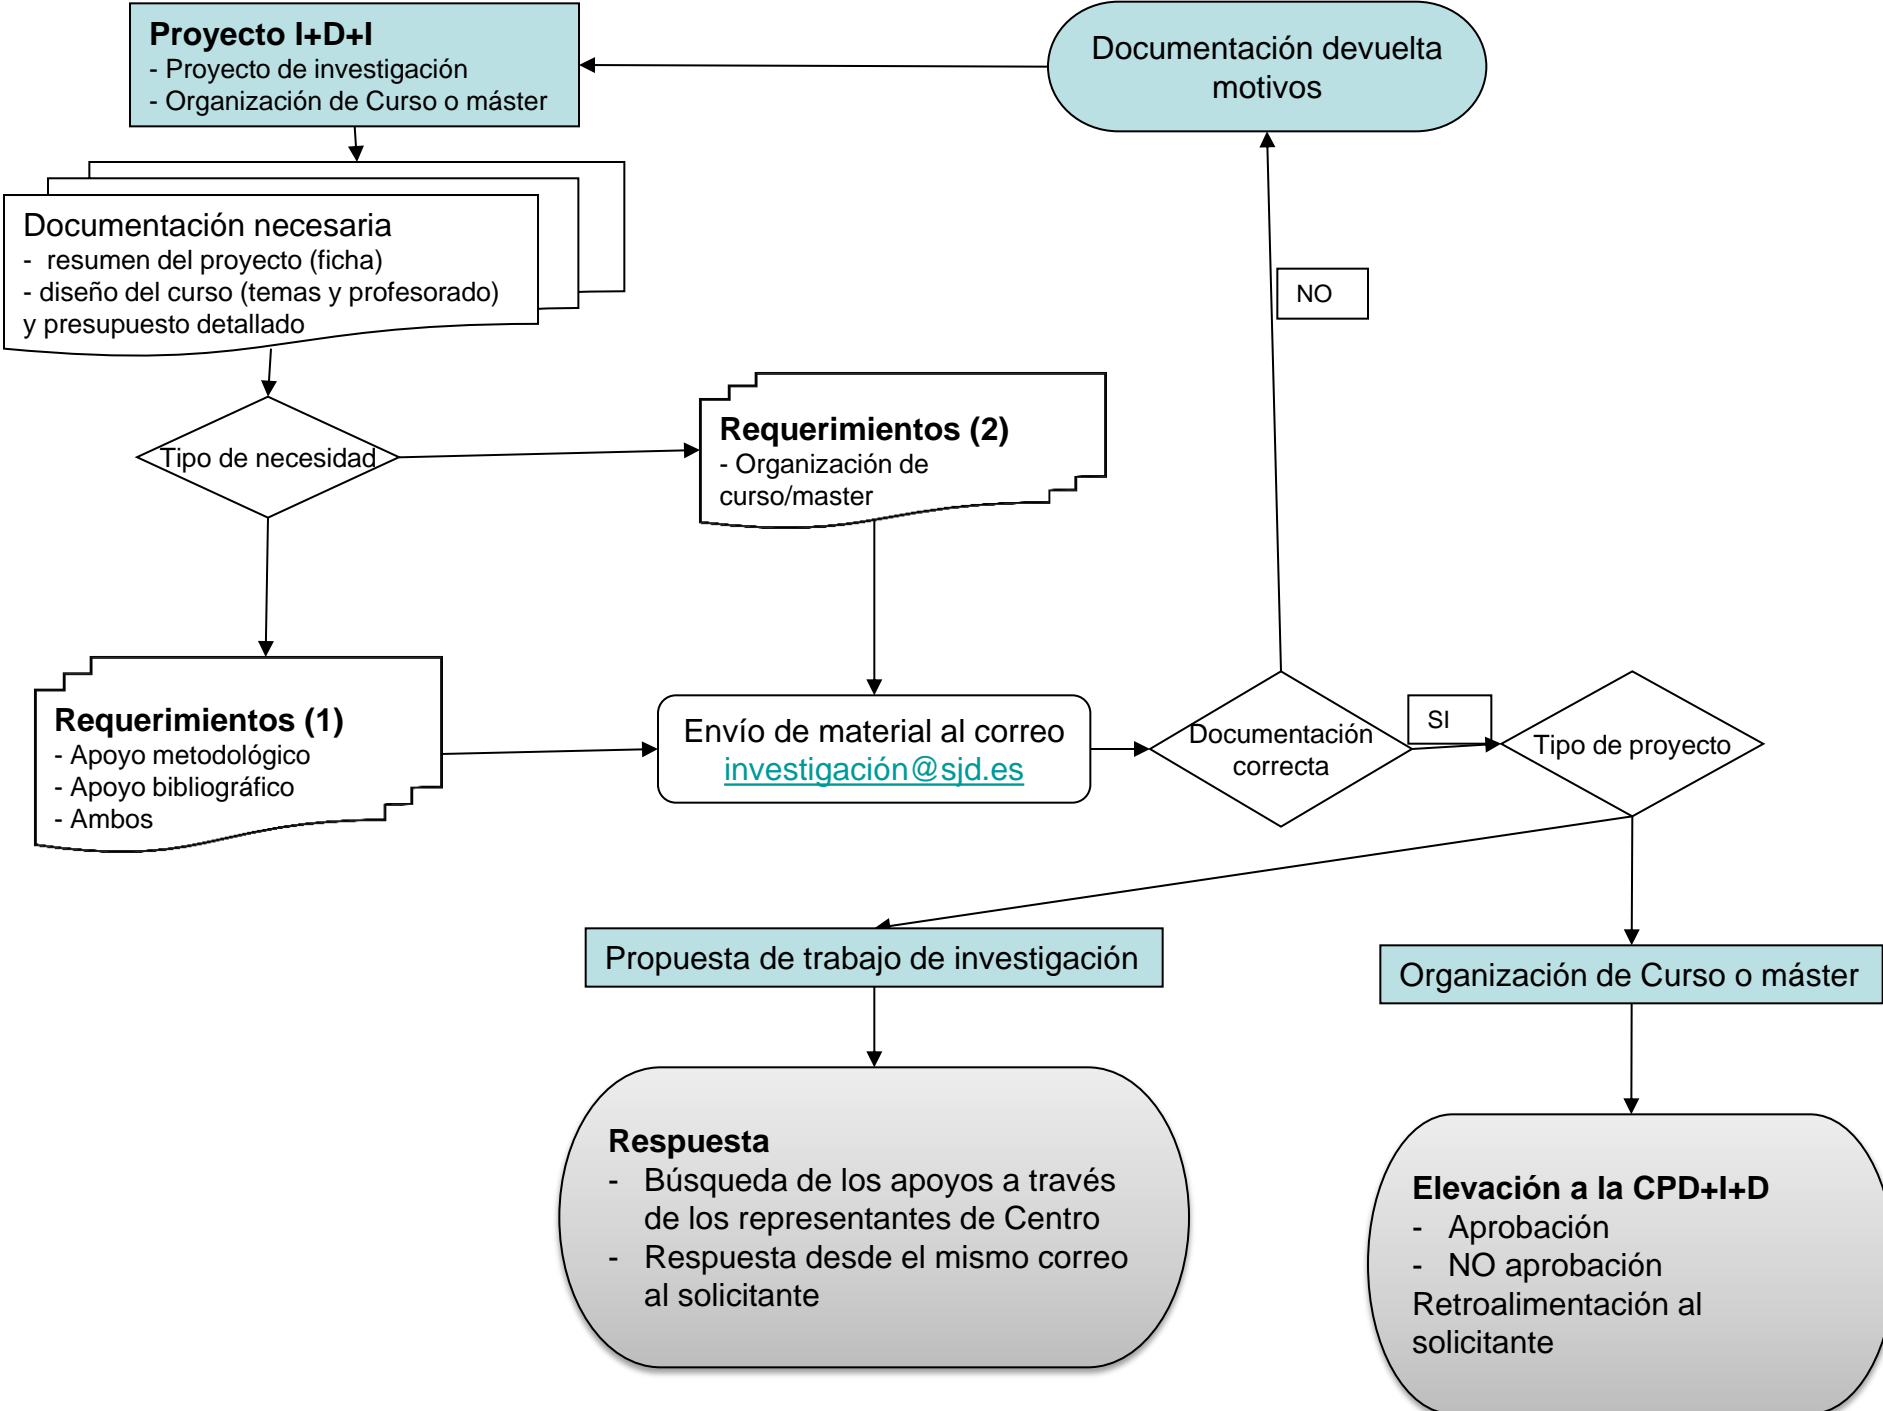 Proyecto I+D+I
- Proyecto de investigación
- Organización de Curso o máster
Documentación devuelta
motivos
Documentación necesaria
- resumen del proyecto (ficha)
- diseño del curso (temas y profesorado)
y presupuesto detallado
NO
Tipo de necesidad
Requerimientos (2)
- Organización de
curso/master
Requerimientos (1)
- Apoyo metodológico
- Apoyo bibliográfico
- Ambos
Envío de material al correo
investigación@sjd.es
Documentación
correcta
SI
Tipo de proyecto
Propuesta de trabajo de investigación
Organización de Curso o máster
Respuesta
- Búsqueda de los apoyos a través
de los representantes de Centro
- Respuesta desde el mismo correo
al solicitante
Elevación a la CPD+I+D
- Aprobación
- NO aprobación
Retroalimentación al
solicitante